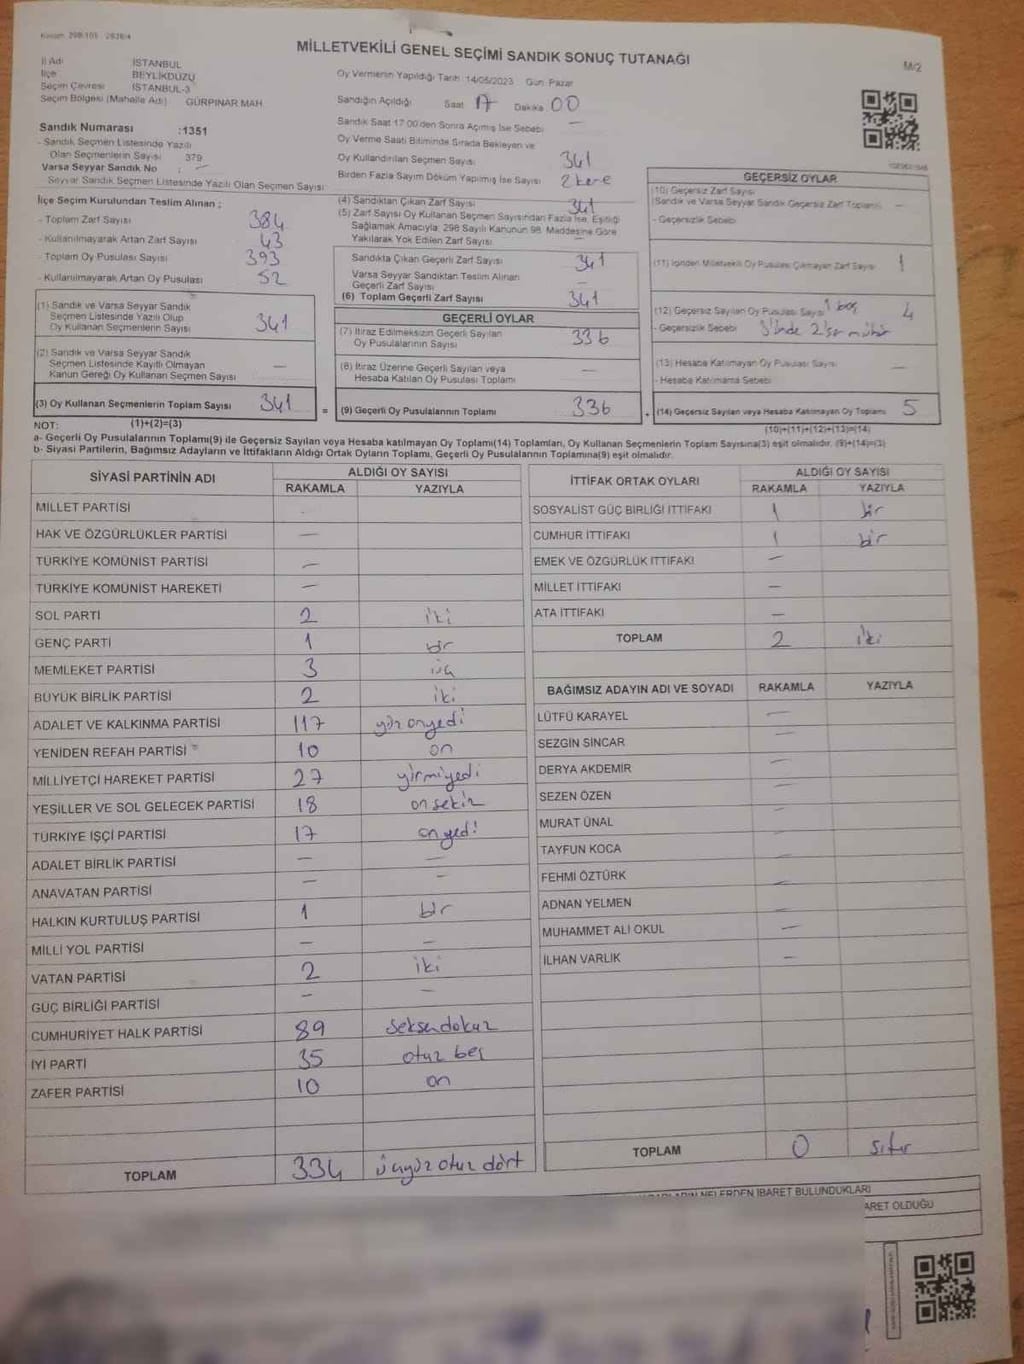 MİLLETVEKİLİ GENEL SEÇİMİ SANDIK SONUÇ TUTANAĞI
M/2
İl Adı İSTANBUL
İlçe BEYLİKDÜZÜ
Seçim Çevresi İSTANBUL-3
Seçim Bölgesi (Mahalle Adı) GÜRPINAR MAH.
Sandık Numarası :1351
- Sandık Seçmen Listesinde Yazılı
Olan Seçmenlerin Sayısı 379
Varsa Seyyar Sandık No : -
Seyyar Sandık Seçmen Listesinde Yazılı Olan Seçmen Sayısı
Oy Vermenin Yapıldığı Tarih :14/05/2023 Gün: Pazar
Sandığın Açıldığı Saat 17 Dakika 00
Sandık Saat 17:00'den Sonra Açımış İse Sebebi -
Oy Verme Saati Bitiminde Sırada Bekleyen ve
Oy Kullandırılan Seçmen Sayısı 341
Birden Fazla Sayım Döküm Yapılmış İse Sayısı 2 kere
İlçe Seçim Kurulundan Teslim Alınan ;
- Toplam Zarf Sayısı 384
- Kullanılmayarak Artan Zarf Sayısı 43
- Toplam Oy Pusulası Sayısı 393
- Kullanılmayarak Artan Oy Pusulası 52
(1) Sandık ve Varsa Seyyar Sandık
Seçmen Listesinde Yazılı Olup
Oy Kullanan Seçmenlerin Sayısı 341
(2) Sandık ve Varsa Seyyar Sandık
Seçmen Listesinde Kayıtlı Olmayan
Kanun Gereği Oy Kullanan Seçmen Sayısı -
(3) Oy Kullanan Seçmenlerin Toplam Sayısı 341 =
(4) Sandıktan Çıkan Zarf Sayısı 341
(5) Zarf Sayısı Oy Kullanan Seçmen Sayısından Fazla İse, Eşitliği
Sağlamak Amacıyla; 298 Sayılı Kanunun 98. Maddesine Göre
Yakılarak Yok Edilen Zarf Sayısı -
Sandıkta Çıkan Geçerli Zarf Sayısı 341
Varsa Seyyar Sandıktan Teslim Alınan
Geçerli Zarf Sayısı -
(6) Toplam Geçerli Zarf Sayısı 341
GEÇERLİ OYLAR
(7) İtiraz Edilmeksizin Geçerli Sayılan
Oy Pusulalarının Sayısı 336
(8) İtiraz Üzerine Geçerli Sayılan veya
Hesaba Katılan Oy Pusulası Toplamı -
(9) Geçerli Oy Pusulalarının Toplamı 336 +
GEÇERSİZ OYLAR
(10) Geçersiz Zarf Sayısı
(Sandık ve Varsa Seyyar Sandık Geçersiz Zarf Toplamı) -
- Geçersizlik Sebebi
(11) İçinden Milletvekili Oy Pusulası Çıkmayan Zarf Sayısı 1
(12) Geçersiz Sayılan Oy Pusulası Sayısı 1 boş 4
- Geçersizlik Sebebi 3'ünde 2'şer mühür
(13) Hesaba Katılmayan Oy Pusulası Sayısı -
- Hesaba Katılmama Sebebi
(14) Geçersiz Sayılan veya Hesaba Katılmayan Oy Toplamı 5
NOT: (1)+(2)=(3)
(10)+(11)+(12)+(13)=(14)
a- Geçerli Oy Pusulalarının Toplamı(9) ile Geçersiz Sayılan veya Hesaba katılmayan Oy Toplamı(14) Toplamları, Oy Kullanan Seçmenlerin Toplam Sayısına(3) eşit olmalıdır. (9)+(14)=(3)
b- Siyasi Partilerin, Bağımsız Adayların ve İttifakların Aldığı Ortak Oyların Toplamı, Geçerli Oy Pusulalarının Toplamına(9) eşit olmalıdır.
SİYASİ PARTİNİN ADI ALDIĞI OY SAYISI
RAKAMLA YAZIYLA
MİLLET PARTİSİ -
HAK VE ÖZGÜRLÜKLER PARTİSİ -
TÜRKİYE KOMÜNİST PARTİSİ -
TÜRKİYE KOMÜNİST HAREKETİ -
SOL PARTİ 2 iki
GENÇ PARTİ 1 bir
MEMLEKET PARTİSİ 3 üç
BÜYÜK BİRLİK PARTİSİ 2 iki
ADALET VE KALKINMA PARTİSİ 117 yüz onyedi
YENİDEN REFAH PARTİSİ 10 on
MİLLİYETÇİ HAREKET PARTİSİ 27 yirmiyedi
YEŞİLLER VE SOL GELECEK PARTİSİ 18 onsekiz
TÜRKİYE İŞÇİ PARTİSİ 17 onyedi
ADALET BİRLİK PARTİSİ - -
ANAVATAN PARTİSİ - -
HALKIN KURTULUŞ PARTİSİ 1 bir
MİLLİ YOL PARTİSİ - -
VATAN PARTİSİ 2 iki
GÜÇ BİRLİĞİ PARTİSİ - -
CUMHURİYET HALK PARTİSİ 89 seksendokuz
İYİ PARTİ 35 otuz beş
ZAFER PARTİSİ 10 on
TOPLAM 334 üçyüz otuz dört
İTTİFAK ORTAK OYLARI ALDIĞI OY SAYISI
RAKAMLA YAZIYLA
SOSYALİST GÜÇ BİRLİĞİ İTTİFAKI 1 bir
CUMHUR İTTİFAKI 1 bir
EMEK VE ÖZGÜRLÜK İTTİFAKI -
MİLLET İTTİFAKI -
ATA İTTİFAKI -
TOPLAM 2 iki
BAĞIMSIZ ADAYIN ADI VE SOYADI RAKAMLA YAZIYLA
LÜTFÜ KARAYEL -
SEZGİN SİNCAR -
DERYA AKDEMİR -
SEZEN ÖZEN -
MURAT ÜNAL -
TAYFUN KOCA -
FEHMİ ÖZTÜRK -
ADNAN YELMEN -
MUHAMMET ALİ OKUL -
İLHAN VARLIK -
TOPLAM 0 sıfır
NELERDEN İBARET BULUNDUKLARI
ARET OLDUĞU